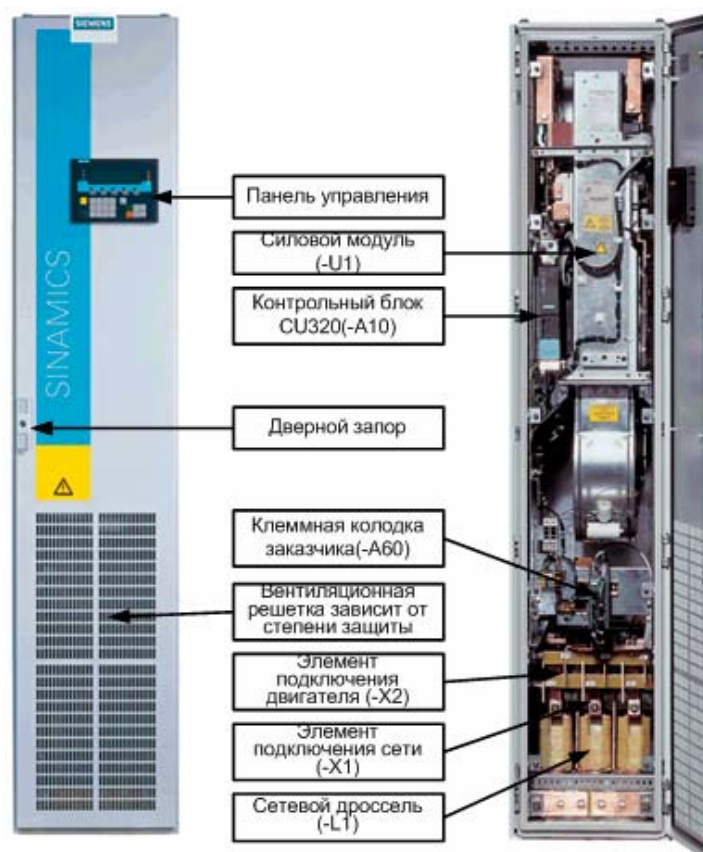 SIEMENS
SINAMICS
Панель управления
Силовой модуль
(-U1)
Контрольный блок
CU320(-A10)
Дверной запор
Клеммная колодка
заказчика(-A60)
Вентиляционная
решетка зависит от
степени защиты
Элемент
подключения
двигателя (-X2)
Элемент
подключения сети
(-X1)
Сетевой дроссель
(-L1)